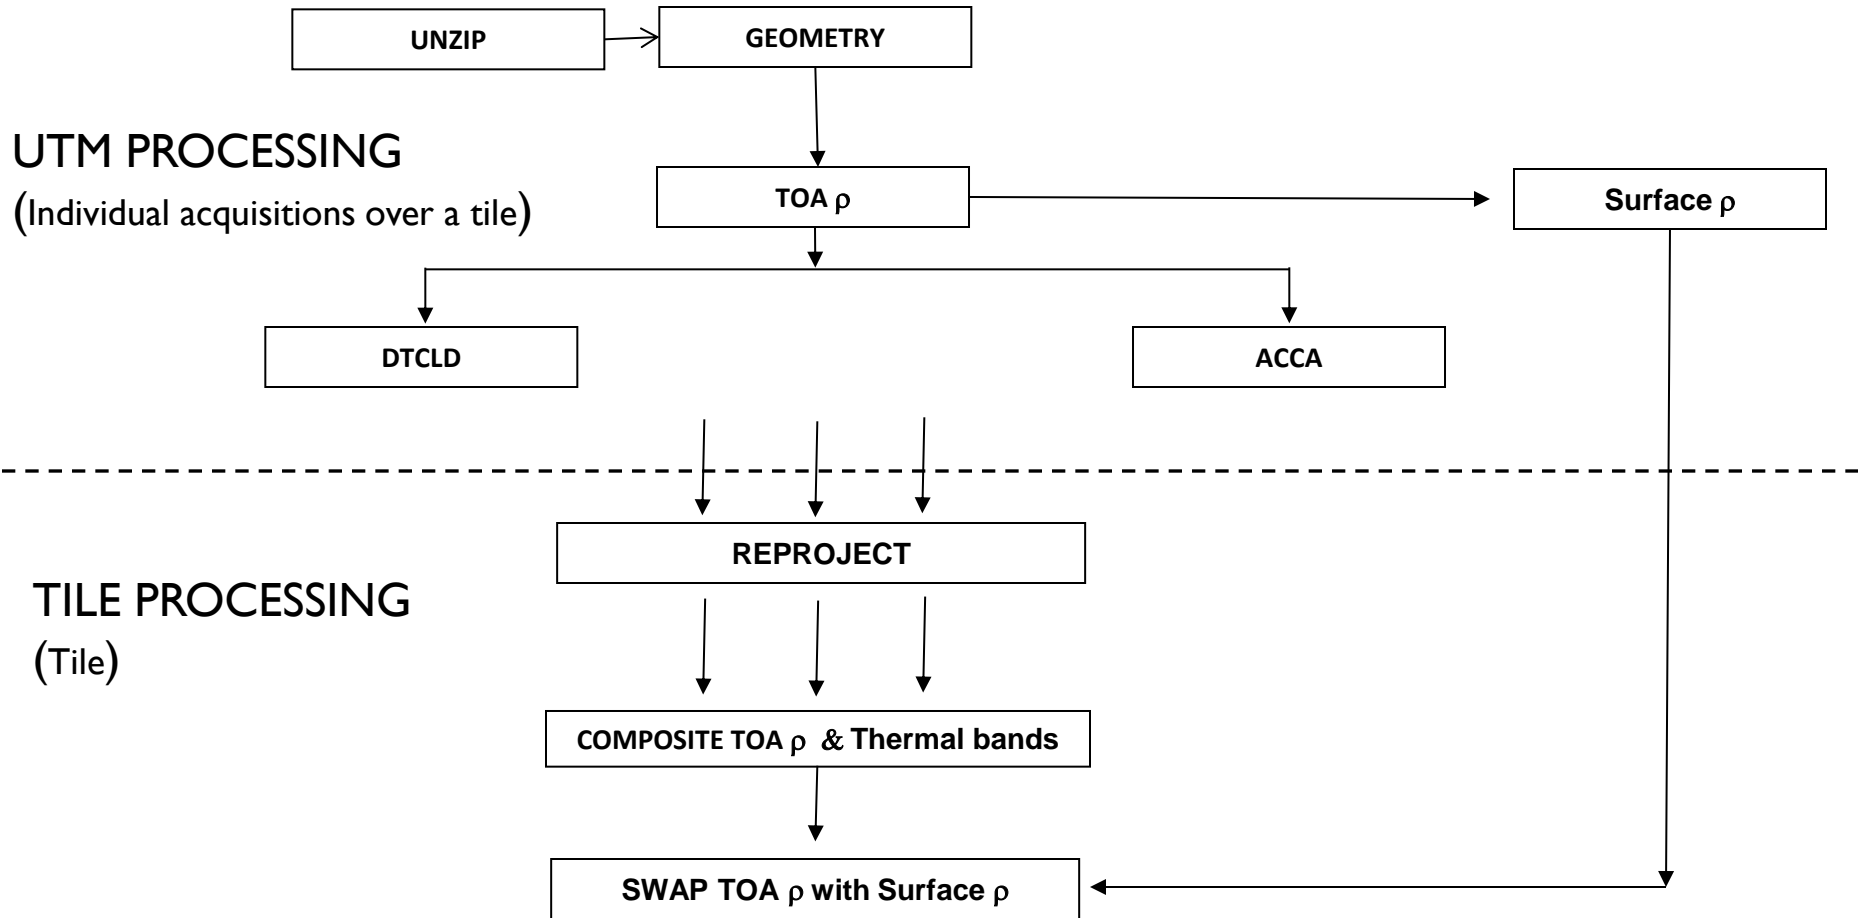 UNZIP
GEOMETRY
UTM PROCESSING
(Individual acquisitions over a tile)
TOA ρ
Surface ρ
DTCLD
ACCA
REPROJECT
TILE PROCESSING
(Tile)
COMPOSITE TOA ρ & Thermal bands
SWAP TOA ρ with Surface ρ